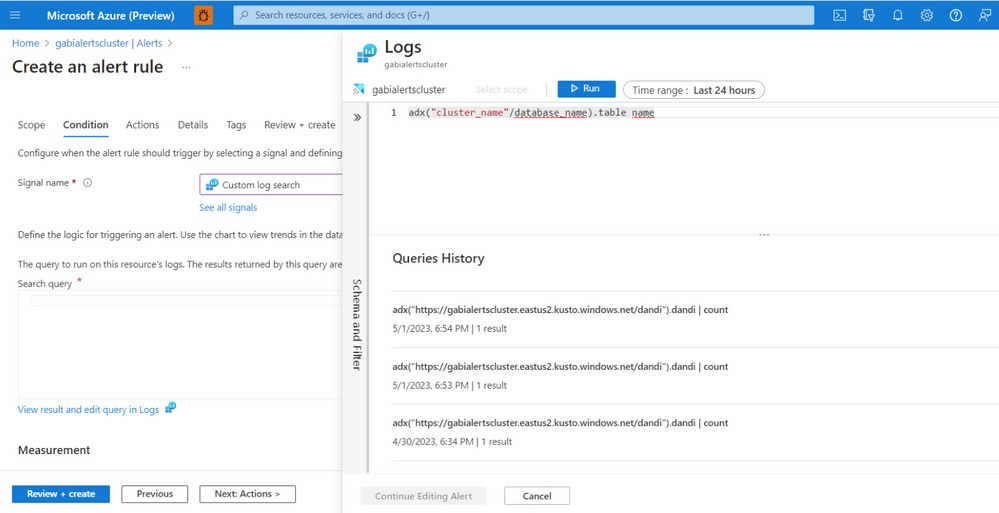 Microsoft Azure (Preview)
Search resources, services, and docs (G+/)
Home > gabialertscluster | Alerts >
Create an alert rule ...
Scope Condition Actions Details Tags Review + create
Configure when the alert rule should trigger by selecting a signal and defining
Signal name *
Custom log search
See all signals
Define the logic for triggering an alert. Use the chart to view trends in the data
The query to run on this resource's logs. The results returned by this query are
Search query *
View result and edit query in Logs
Measurement
Review + create
Previous
Next: Actions >
Logs
gabialertscluster
gabialertscluster
Select scope
Run
Time range : Last 24 hours
1 adx("cluster_name"/database_name).table name
...
Schema and Filter
Queries History
adx("https://gabialertscluster.eastus2.kusto.windows.net/dandi").dandi | count
5/1/2023, 6:54 PM | 1 result
adx("https://gabialertscluster.eastus2.kusto.windows.net/dandi").dandi | count
5/1/2023, 6:53 PM | 1 result
adx("https://gabialertscluster.eastus2.kusto.windows.net/dandi").dandi | count
4/30/2023, 6:34 PM | 1 result
Continue Editing Alert
Cancel